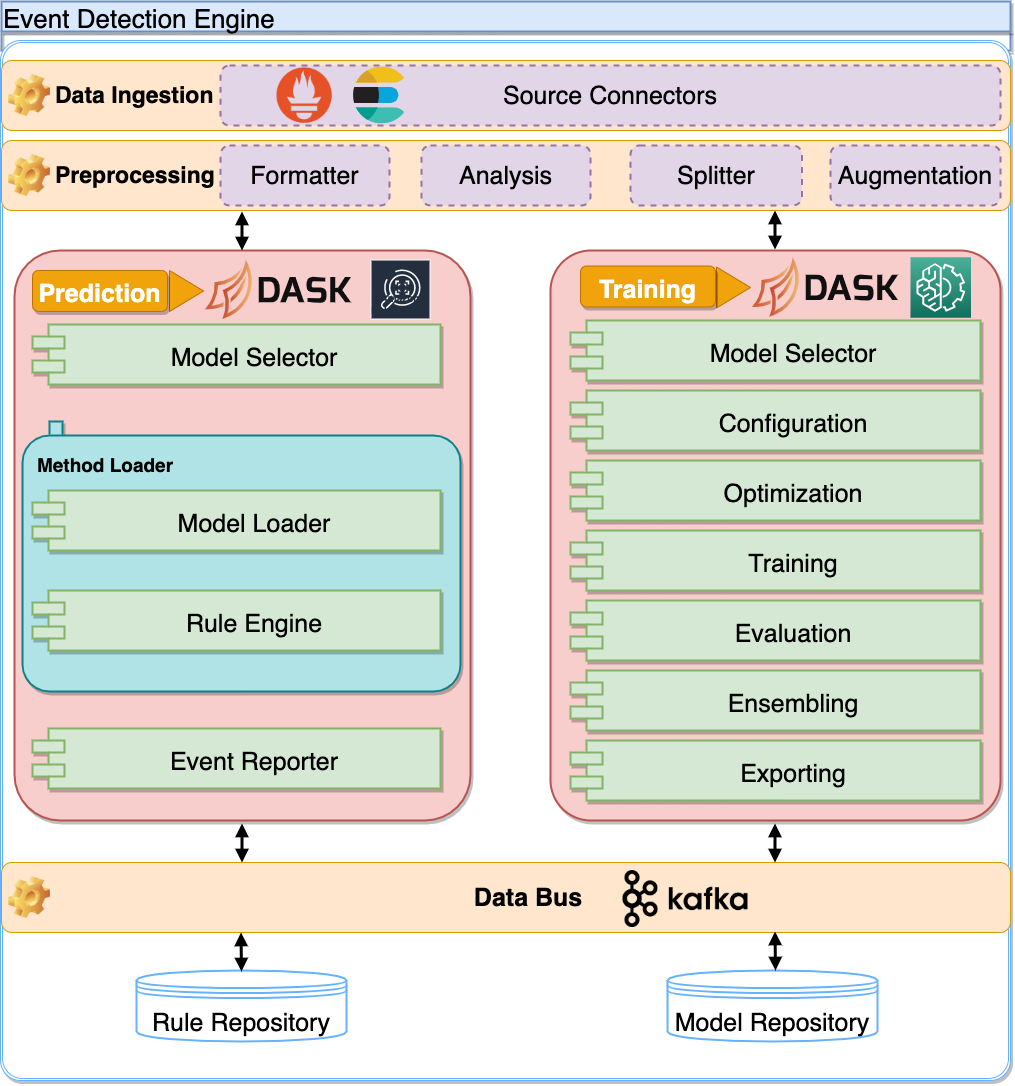 Event Detection Engine
Data Ingestion
Source Connectors
Preprocessing
Formatter
Analysis
Splitter
Augmentation
Prediction
DASK
Model Selector
Method Loader
Model Loader
Rule Engine
Event Reporter
Training
DASK
Model Selector
Configuration
Optimization
Training
Evaluation
Ensembling
Exporting
Data Bus
kafka
Rule Repository
Model Repository